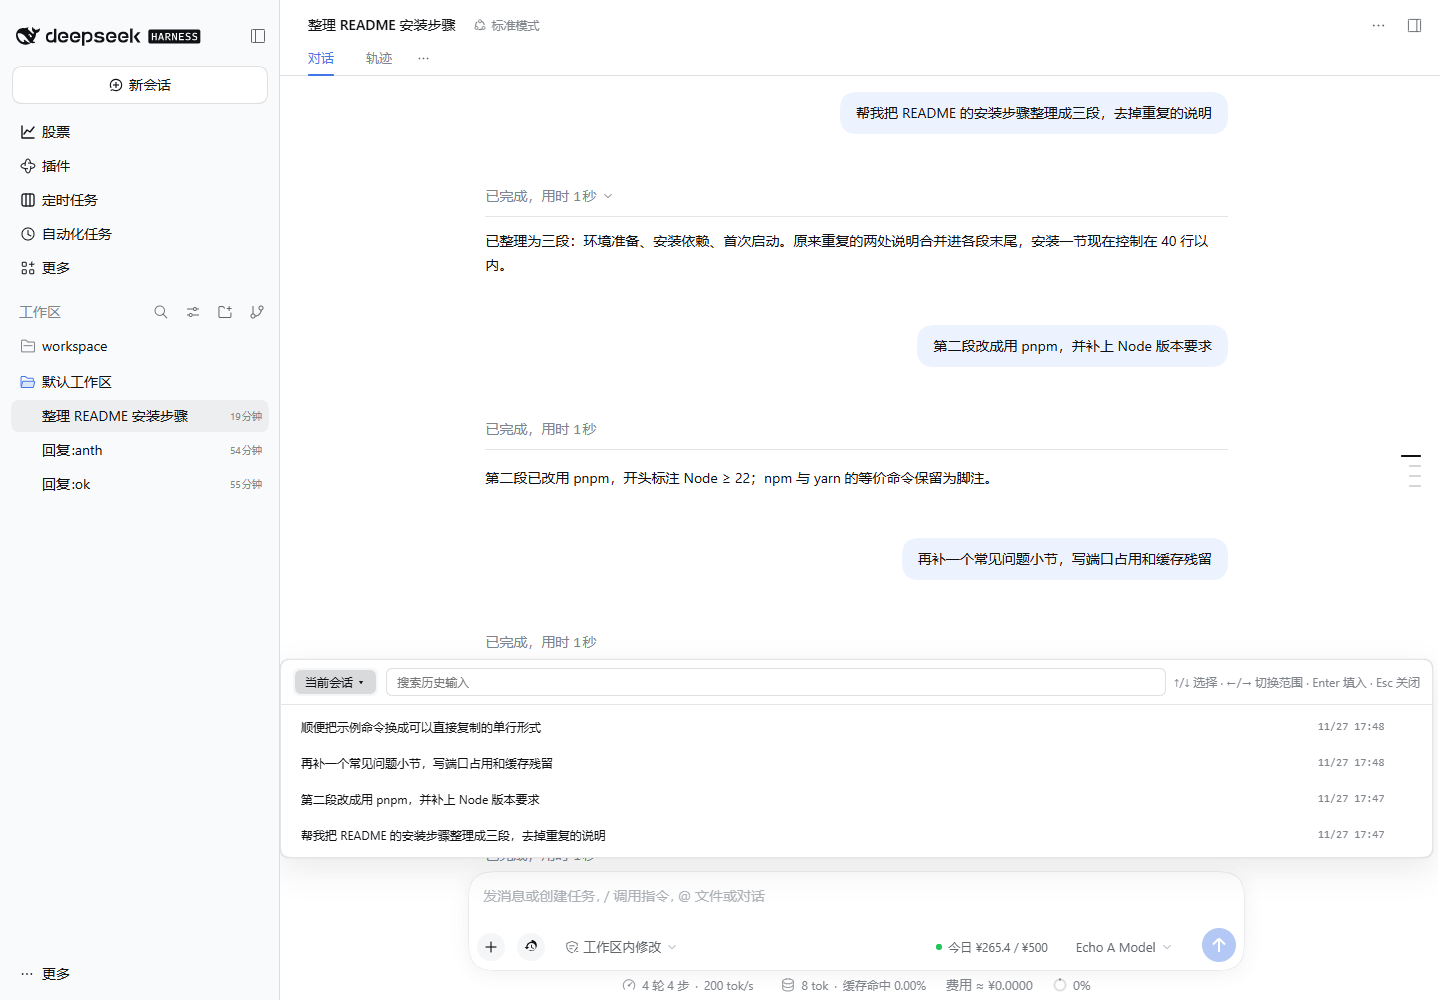 deepseek HARNESS
新会话
股票
插件
定时任务
自动化任务
更多
工作区
workspace
默认工作区
整理 README 安装步骤 19分钟
回复:anth 54分钟
回复:ok 55分钟
更多
整理 README 安装步骤 标准模式
对话 轨迹
帮我把 README 的安装步骤整理成三段，去掉重复的说明
已完成，用时 1秒
已整理为三段：环境准备、安装依赖、首次启动。原来重复的两处说明合并进各段末尾，安装一节现在控制在 40 行以
内。
第二段改成用 pnpm，并补上 Node 版本要求
已完成，用时 1秒
第二段已改用 pnpm，开头标注 Node ≥ 22；npm 与 yarn 的等价命令保留为脚注。
再补一个常见问题小节，写端口占用和缓存残留
已完成，用时 1秒
当前会话 搜索历史输入 ↑/↓ 选择 · ←/→ 切换范围 · Enter 填入 · Esc 关闭
顺便把示例命令换成可以直接复制的单行形式 11/27 17:48
再补一个常见问题小节，写端口占用和缓存残留 11/27 17:48
第二段改成用 pnpm，并补上 Node 版本要求 11/27 17:47
帮我把 README 的安装步骤整理成三段，去掉重复的说明 11/27 17:47
已完成，用时 1秒
发消息或创建任务，/ 调用指令，@ 文件或对话
工作区内修改 今日 ¥265.4 / ¥500 Echo A Model
4 轮 4 步 · 200 tok/s 8 tok · 缓存命中 0.00% 费用 ≈ ¥0.0000 0%